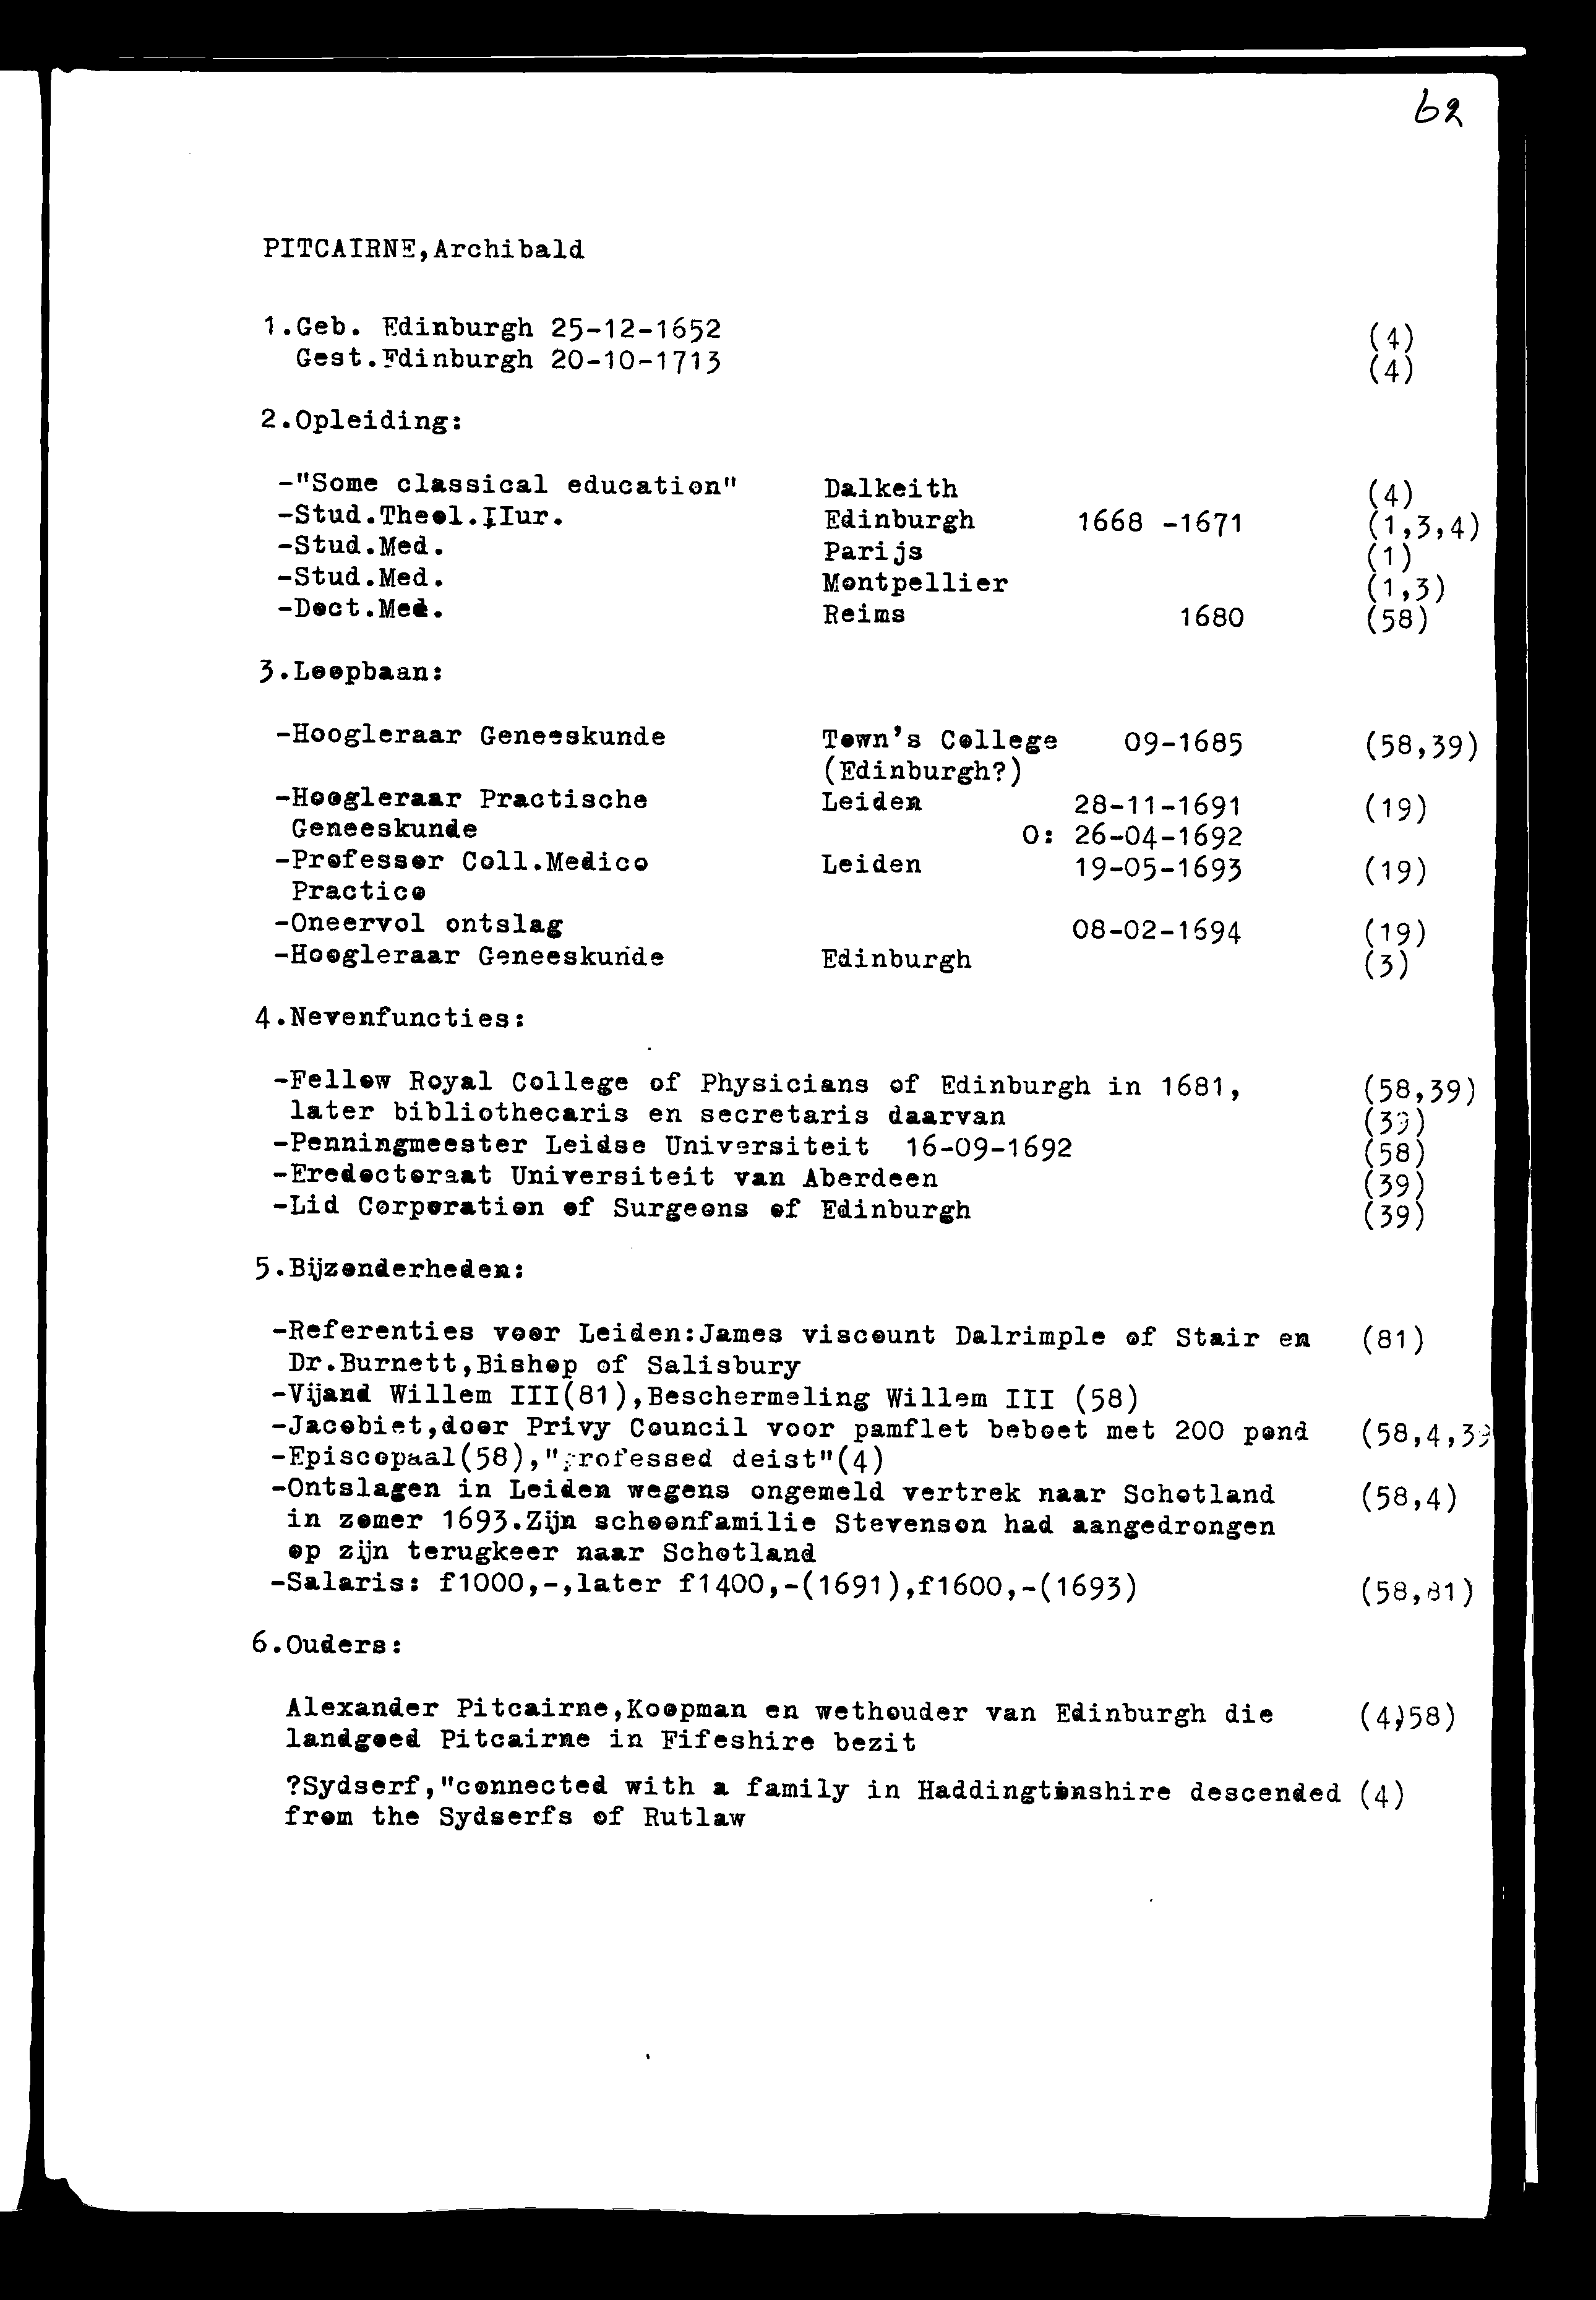 62
PITCAIRNE,Archibald
1.Geb. Edinburgh 25-12-1652 (4)
Gest.Edinburgh 20-10-1713 (4)
2.Opleiding:
-"Some classical education" Dalkeith (4)
-Stud.Theol.IIur. Edinburgh 1668 -1671 (1,3,4)
-Stud.Med. Parijs (1)
-Stud.Med. Montpellier (1,3)
-Doct.Med. Reims 1680 (58)
3.Loopbaan:
-Hoogleraar Geneeskunde Town's College 09-1685 (58,39)
(Edinburgh?)
-Hoogleraar Practische Leiden 28-11-1691 (19)
Geneeskunde O: 26-04-1692
-Professor Coll.Medico Leiden 19-05-1693 (19)
Practico
-Oneervol ontslag 08-02-1694 (19)
-Hoogleraar Geneeskunde Edinburgh (3)
4.Nevenfuncties:
-Fellow Royal College of Physicians of Edinburgh in 1681, (58,39)
later bibliothecaris en secretaris daarvan (39)
-Penningmeester Leidse Universiteit 16-09-1692 (58)
-Eredoctoraat Universiteit van Aberdeen (39)
-Lid Corporation of Surgeons of Edinburgh (39)
5.Bijzonderheden:
-Referenties voor Leiden:James viscount Dalrimple of Stair en (81)
Dr.Burnett,Bishop of Salisbury
-Vijand Willem III(81),Beschermeling Willem III (58)
-Jacobiet,door Privy Council voor pamflet beboet met 200 pond (58,4,39
-Episcopaal(58),"professed deist"(4)
-Ontslagen in Leiden wegens ongemeld vertrek naar Schotland (58,4)
in zomer 1693.Zijn schoonfamilie Stevenson had aangedrongen
op zijn terugkeer naar Schotland
-Salaris: f1000,-,later f1400,-(1691),f1600,-(1693) (58,81)
6.Ouders:
Alexander Pitcairne,Koopman en wethouder van Edinburgh die (4,58)
landgoed Pitcairne in Fifeshire bezit
?Sydserf,"connected with a family in Haddingtonshire descended (4)
from the Sydserfs of Rutlaw